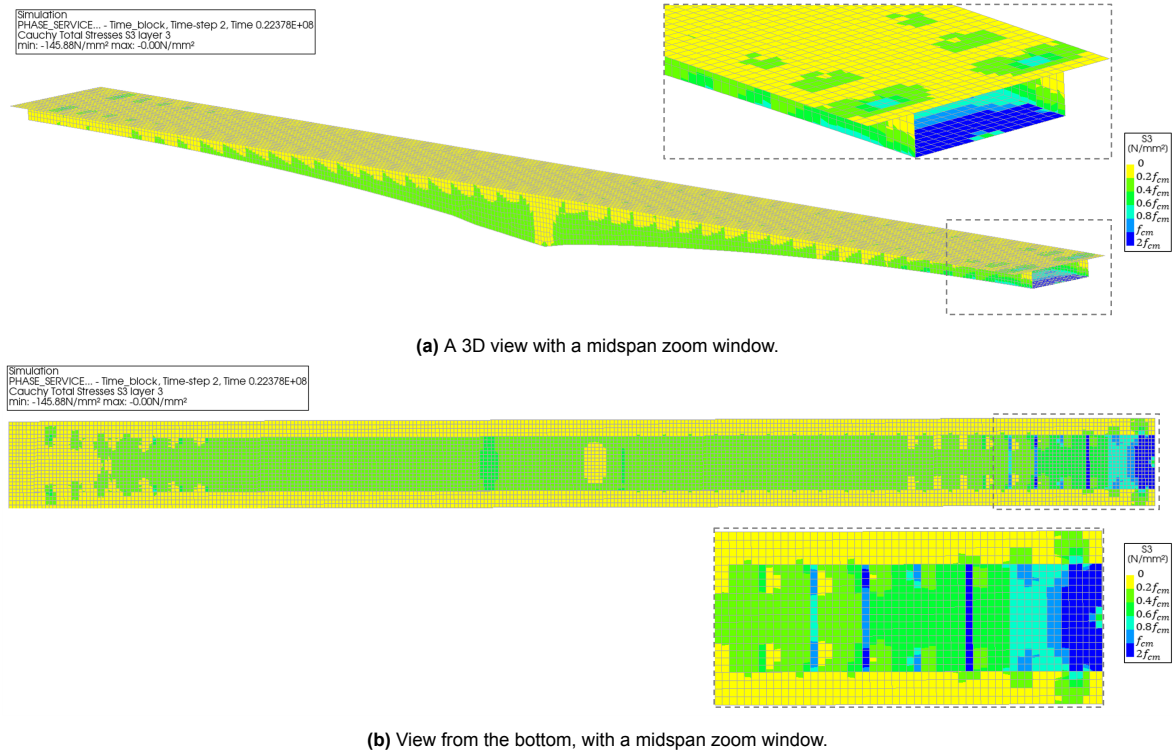 Simulation
PHASE_SERVICE... - Time_block, Time-step 2, Time 0.22378E+08
Cauchy Total Stresses S3 layer 3
min: -145.88N/mm² max: -0.00N/mm²
S3
(N/mm²)
0
0.2f_cm
0.4f_cm
0.6f_cm
0.8f_cm
f_cm
2f_cm
(a) A 3D view with a midspan zoom window.
Simulation
PHASE_SERVICE... - Time_block, Time-step 2, Time 0.22378E+08
Cauchy Total Stresses S3 layer 3
min: -145.88N/mm² max: -0.00N/mm²
S3
(N/mm²)
0
0.2f_cm
0.4f_cm
0.6f_cm
0.8f_cm
f_cm
2f_cm
(b) View from the bottom, with a midspan zoom window.